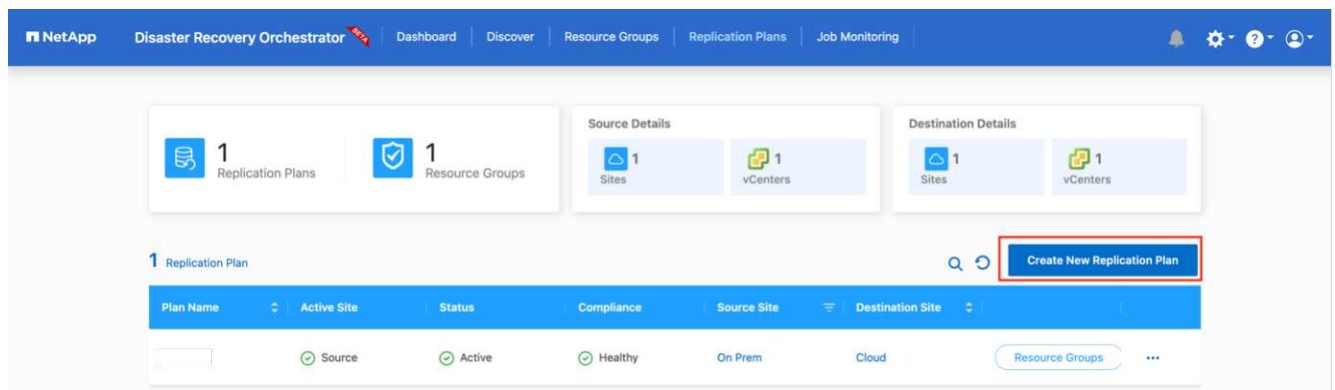 NetApp Disaster Recovery Orchestrator BETA Dashboard Discover Resource Groups Replication Plans Job Monitoring
Source Details Destination Details
1 Replication Plans
1 Resource Groups
1 Sites
1 vCenters
1 Sites
1 vCenters
1 Replication Plan Create New Replication Plan
Plan Name Active Site Status Compliance Source Site Destination Site
Source Active Healthy On Prem Cloud Resource Groups